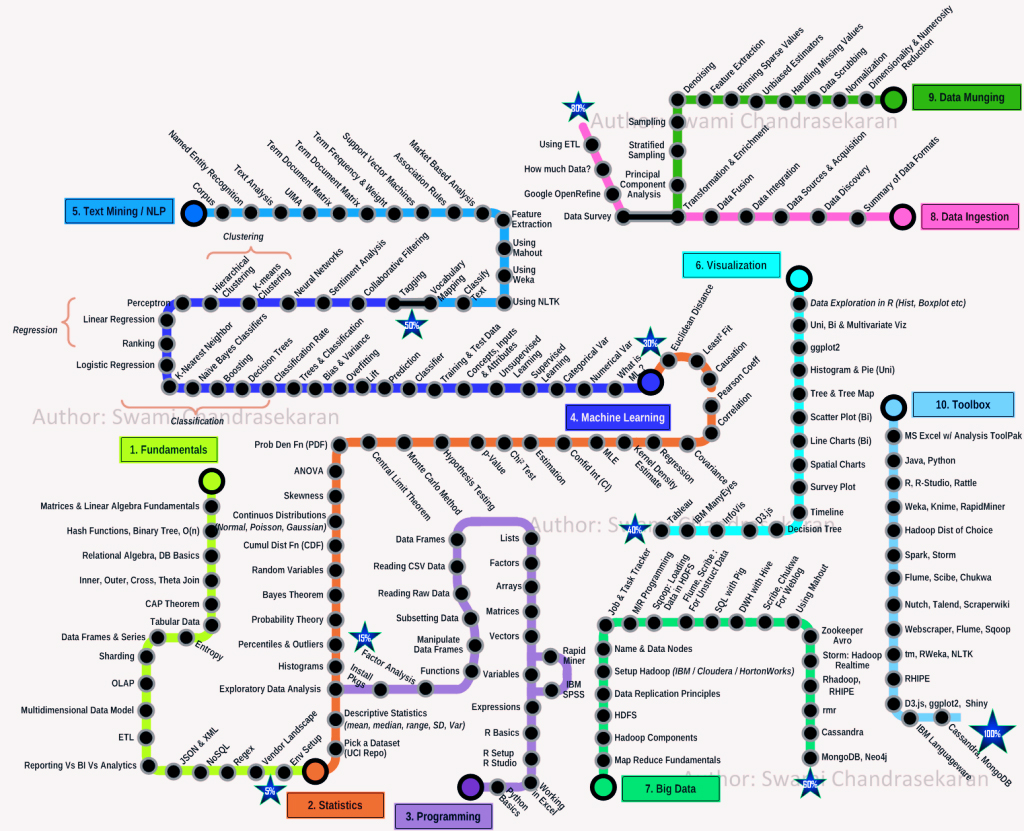 Denoising
Feature Extraction
Binning Sparse Values
Unbiased Estimators
Handling Missing Values
Data Scrubbing
Normalization
Dimensionality & Numerosity
Reduction
9. Data Munging
Author: Swami Chandrasekaran
80%
Using ETL
How much Data?
Google OpenRefine
Data Survey
Sampling
Stratified
Sampling
Principal
Component
Analysis
Transformation & Enrichment
Data Fusion
Data Integration
Data Sources & Acquisition
Data Discovery
Summary of Data Formats
8. Data Ingestion
5. Text Mining / NLP
Corpus
Named Entity Recognition
Text Analysis
UIMA
Term Document Matrix
Term Document Matrix
Term Frequency & Weight
Support Vector Machines
Association Rules
Market Based Analysis
Feature
Extraction
Using
Mahout
Using
Weka
Using NLTK
Classify
Text
Vocabulary
Mapping
Tagging
50%
Collaborative Filtering
Sentiment Analysis
Neural Networks
Clustering
K-means
Clustering
Hierarchical
Clustering
Perceptron
Regression
Linear Regression
Ranking
Logistic Regression
K-Nearest Neighbor
Naive Bayes Classifiers
Boosting
Decision Trees
Classification
Classification Rate
Trees & Classification
Bias & Variance
Overfitting
Lift
Prediction
Classifier
Training & Test Data
Concepts, Inputs
& Attributes
Unsupervised
Learning
Supervised
Learning
Categorical Var
Numerical Var
What is
ML?
30%
4. Machine Learning
Author: Swami Chandrasekaran
Euclidean Distance
Least² Fit
Causation
Pearson Coeff
Correlation
Covariance
Regression
Kernel Density
Estimate
MLE
Confid Int (CI)
Estimation
Chi² Test
p-Value
Hypothesis Testing
Monte Carlo Method
Central Limit Theorem
Prob Den Fn (PDF)
ANOVA
Skewness
Continuos Distributions
(Normal, Poisson, Gaussian)
Cumul Dist Fn (CDF)
Random Variables
Bayes Theorem
Probability Theory
Percentiles & Outliers
Histograms
Exploratory Data Analysis
Descriptive Statistics
(mean, median, range, SD, Var)
Pick a Dataset
(UCI Repo)
2. Statistics
1. Fundamentals
Matrices & Linear Algebra Fundamentals
Hash Functions, Binary Tree, O(n)
Relational Algebra, DB Basics
Inner, Outer, Cross, Theta Join
CAP Theorem
Tabular Data
Entropy
Data Frames & Series
Sharding
OLAP
Multidimensional Data Model
ETL
Reporting Vs BI Vs Analytics
JSON & XML
NoSQL
Regex
Vendor Landscape
Env Setup
5%
15%
Install
Pkgs
Factor Analysis
Functions
Manipulate
Data Frames
Subsetting Data
Reading Raw Data
Reading CSV Data
Data Frames
Lists
Factors
Arrays
Matrices
Vectors
Variables
Rapid
Miner
IBM
SPSS
Expressions
R Basics
R Setup
R Studio
Working
in Excel
Python
Basics
3. Programming
Author: Swami Chandrasekaran
6. Visualization
Data Exploration in R (Hist, Boxplot etc)
Uni, Bi & Multivariate Viz
ggplot2
Histogram & Pie (Uni)
Tree & Tree Map
Scatter Plot (Bi)
Line Charts (Bi)
Spatial Charts
Survey Plot
Timeline
Decision Tree
D3.js
InfoVis
IBM ManyEyes
Tableau
40%
Job & Task Tracker
M/R Programming
Sqoop: Loading
Data in HDFS
Flume, Scribe :
For Unstruct Data
SQL with Pig
DWH with Hive
Scribe, Chukwa
For Weblog
Using Mahout
Zookeeper
Avro
Storm: Hadoop
Realtime
Rhadoop,
RHIPE
rmr
Cassandra
MongoDB, Neo4j
60%
Name & Data Nodes
Setup Hadoop (IBM / Cloudera / HortonWorks)
Data Replication Principles
HDFS
Hadoop Components
Map Reduce Fundamentals
7. Big Data
Author: Swami Chandrasekaran
10. Toolbox
MS Excel w/ Analysis ToolPak
Java, Python
R, R-Studio, Rattle
Weka, Knime, RapidMiner
Hadoop Dist of Choice
Spark, Storm
Flume, Scibe, Chukwa
Nutch, Talend, Scraperwiki
Webscraper, Flume, Sqoop
tm, RWeka, NLTK
RHIPE
D3.js, ggplot2, Shiny
IBM Languageware
Cassandra, MongoDB
100%